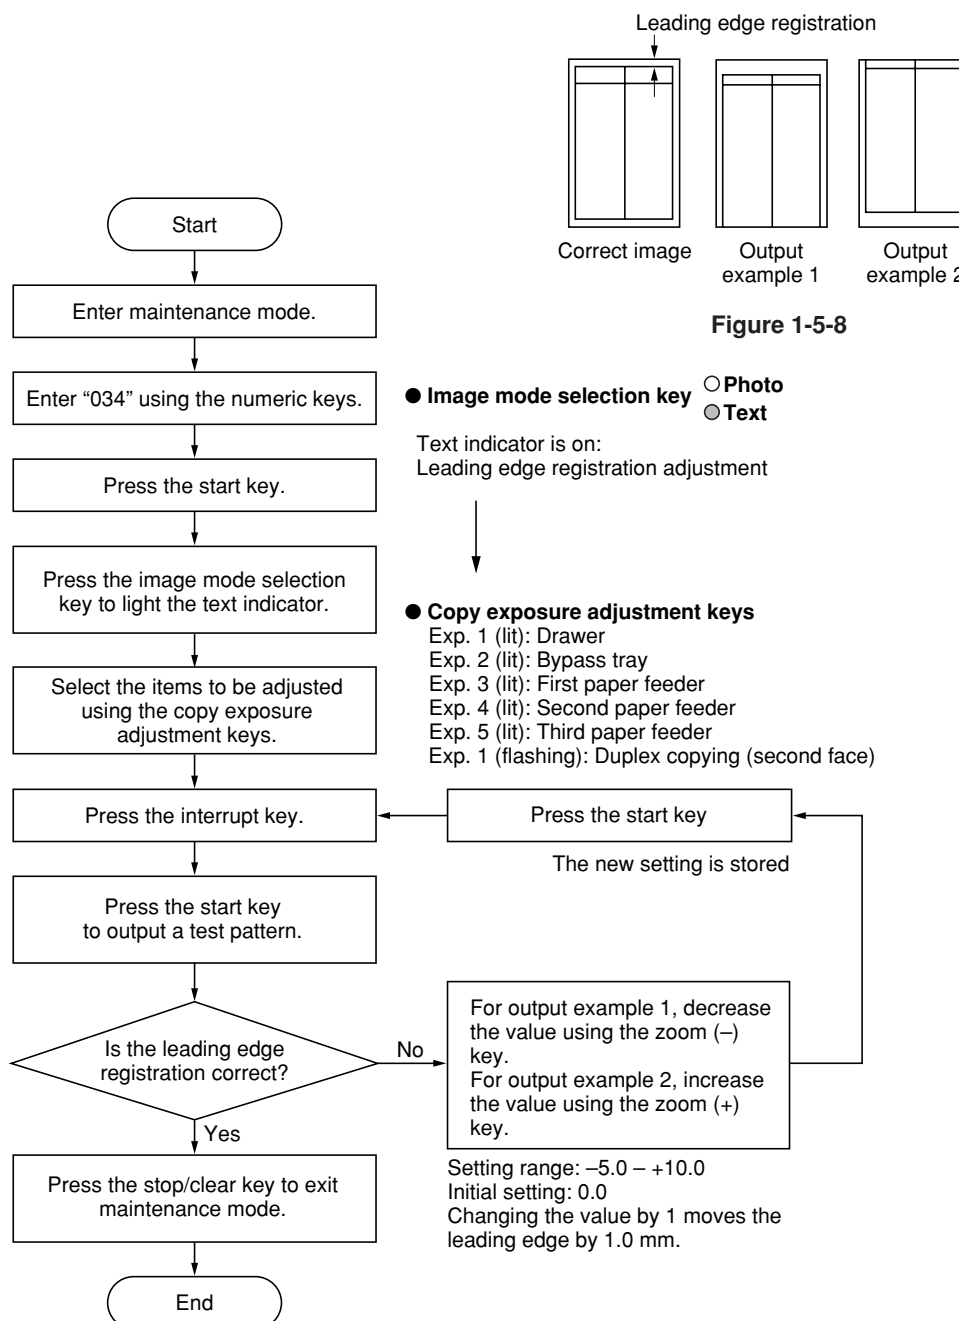 Leading edge registration
Correct image
Output
example 1
Output
example 2
Figure 1-5-8
Start
Enter maintenance mode.
Enter “034” using the numeric keys.
Press the start key.
Press the image mode selection
key to light the text indicator.
Select the items to be adjusted
using the copy exposure
adjustment keys.
Press the interrupt key.
Press the start key
to output a test pattern.
Is the leading edge
registration correct?
No
Yes
Press the stop/clear key to exit
maintenance mode.
End
● Image mode selection key
Photo
Text
Text indicator is on:
Leading edge registration adjustment
● Copy exposure adjustment keys
Exp. 1 (lit): Drawer
Exp. 2 (lit): Bypass tray
Exp. 3 (lit): First paper feeder
Exp. 4 (lit): Second paper feeder
Exp. 5 (lit): Third paper feeder
Exp. 1 (flashing): Duplex copying (second face)
Press the start key
The new setting is stored
For output example 1, decrease
the value using the zoom (–)
key.
For output example 2, increase
the value using the zoom (+)
key.
Setting range: –5.0 – +10.0
Initial setting: 0.0
Changing the value by 1 moves the
leading edge by 1.0 mm.